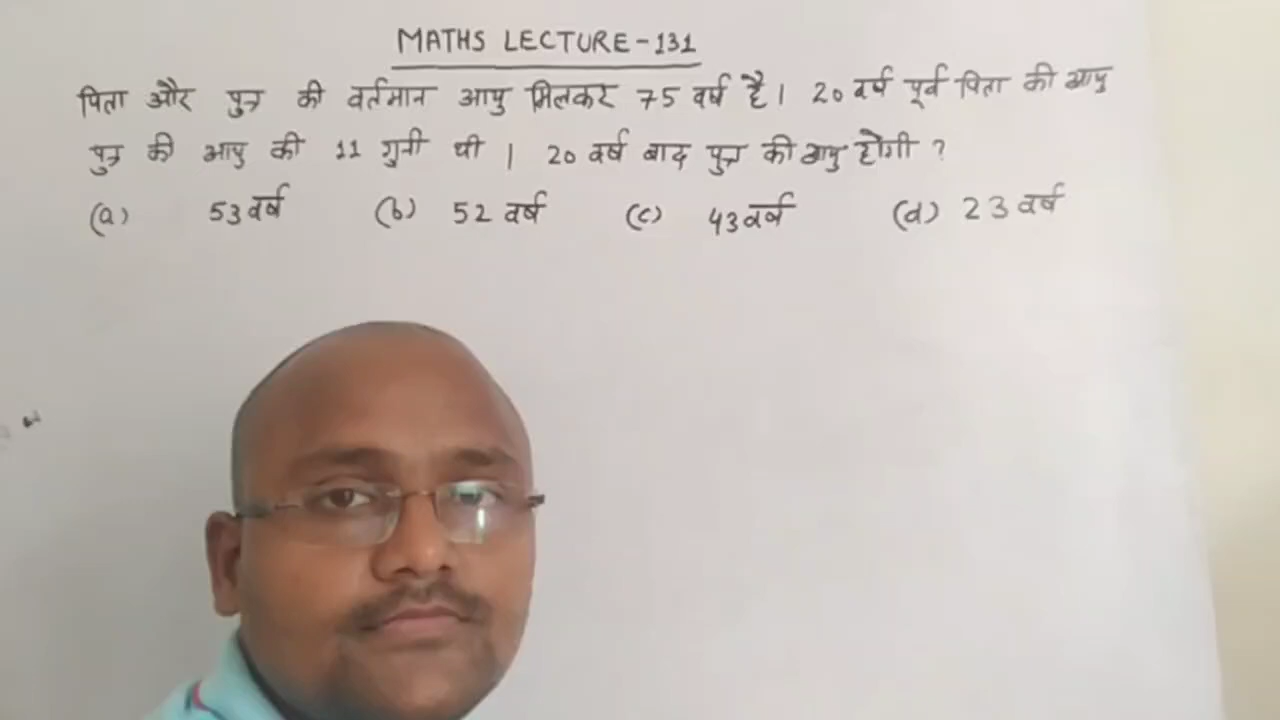 MATHS LECTURE-131
पिता और पुत्र की वर्तमान आयु मिलकर 75 वर्ष है। 20 वर्ष पूर्व पिता की आयु
पुत्र की आयु की 11 गुनी थी । 20 वर्ष बाद पुत्र की आयु होगी ?
(a) 53 वर्ष (b) 52 वर्ष (c) 43 वर्ष (d) 23 वर्ष